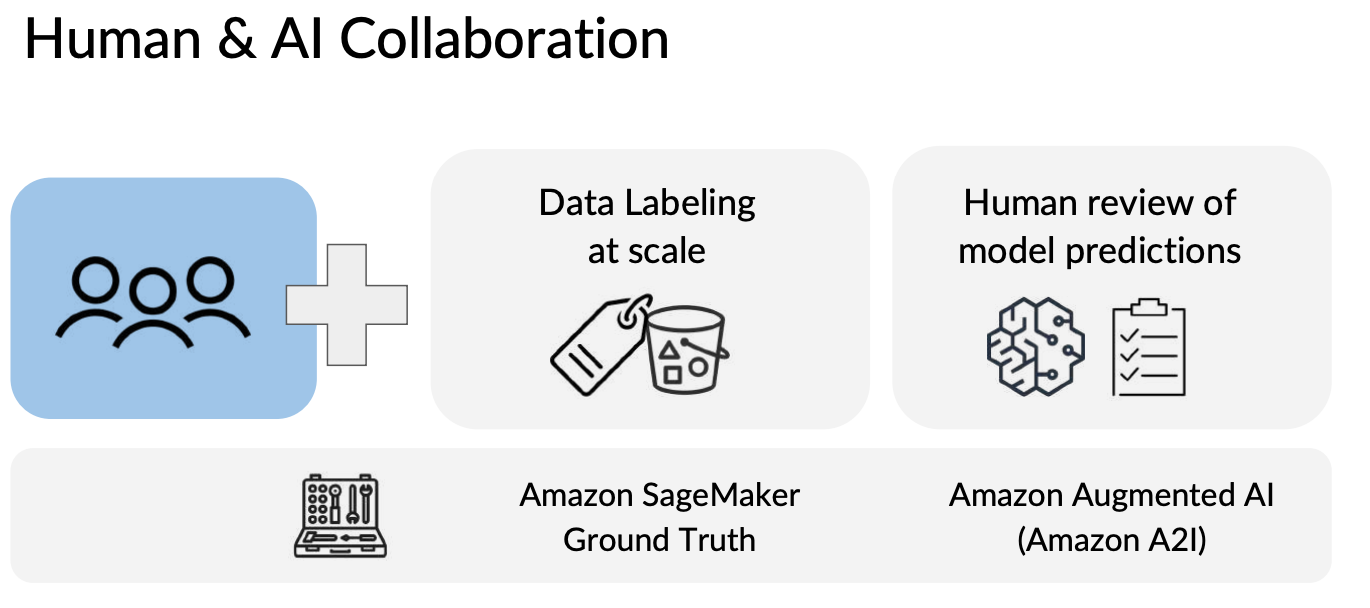 Human & AI Collaboration
Data Labeling
at scale
Human review of
model predictions
Amazon SageMaker
Ground Truth
Amazon Augmented AI
(Amazon A2I)